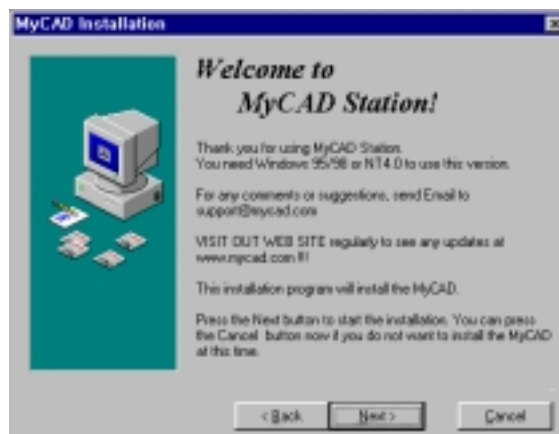 MyCAD Installation
Welcome to
MyCAD Station!
Thank you for using MyCAD Station.
You need Windows 95/98 or NT4.0 to use this version.
For any comments or suggestions, send Email to
support@mycad.com
VISIT OUT WEB SITE regularly to see any updates at
www.mycad.com !!!
This installation program will install the MyCAD.
Press the Next button to start the installation. You can press
the Cancel button now if you do not want to install the MyCAD
at this time.
< Back
Next >
Cancel